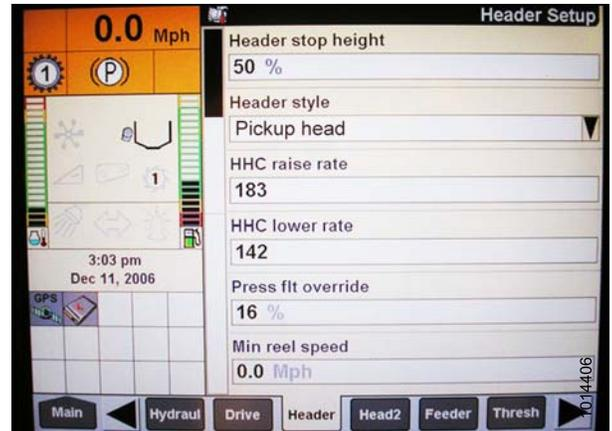 0.0 Mph
1
(P)
1
3:03 pm
Dec 11, 2006
GPS
Header Setup
Header stop height
50 %
Header style
Pickup head
HHC raise rate
183
HHC lower rate
142
Press flt override
16 %
Min reel speed
0.0 Mph
Main
Hydraul
Drive
Header
Head2
Feeder
Thresh
1014406